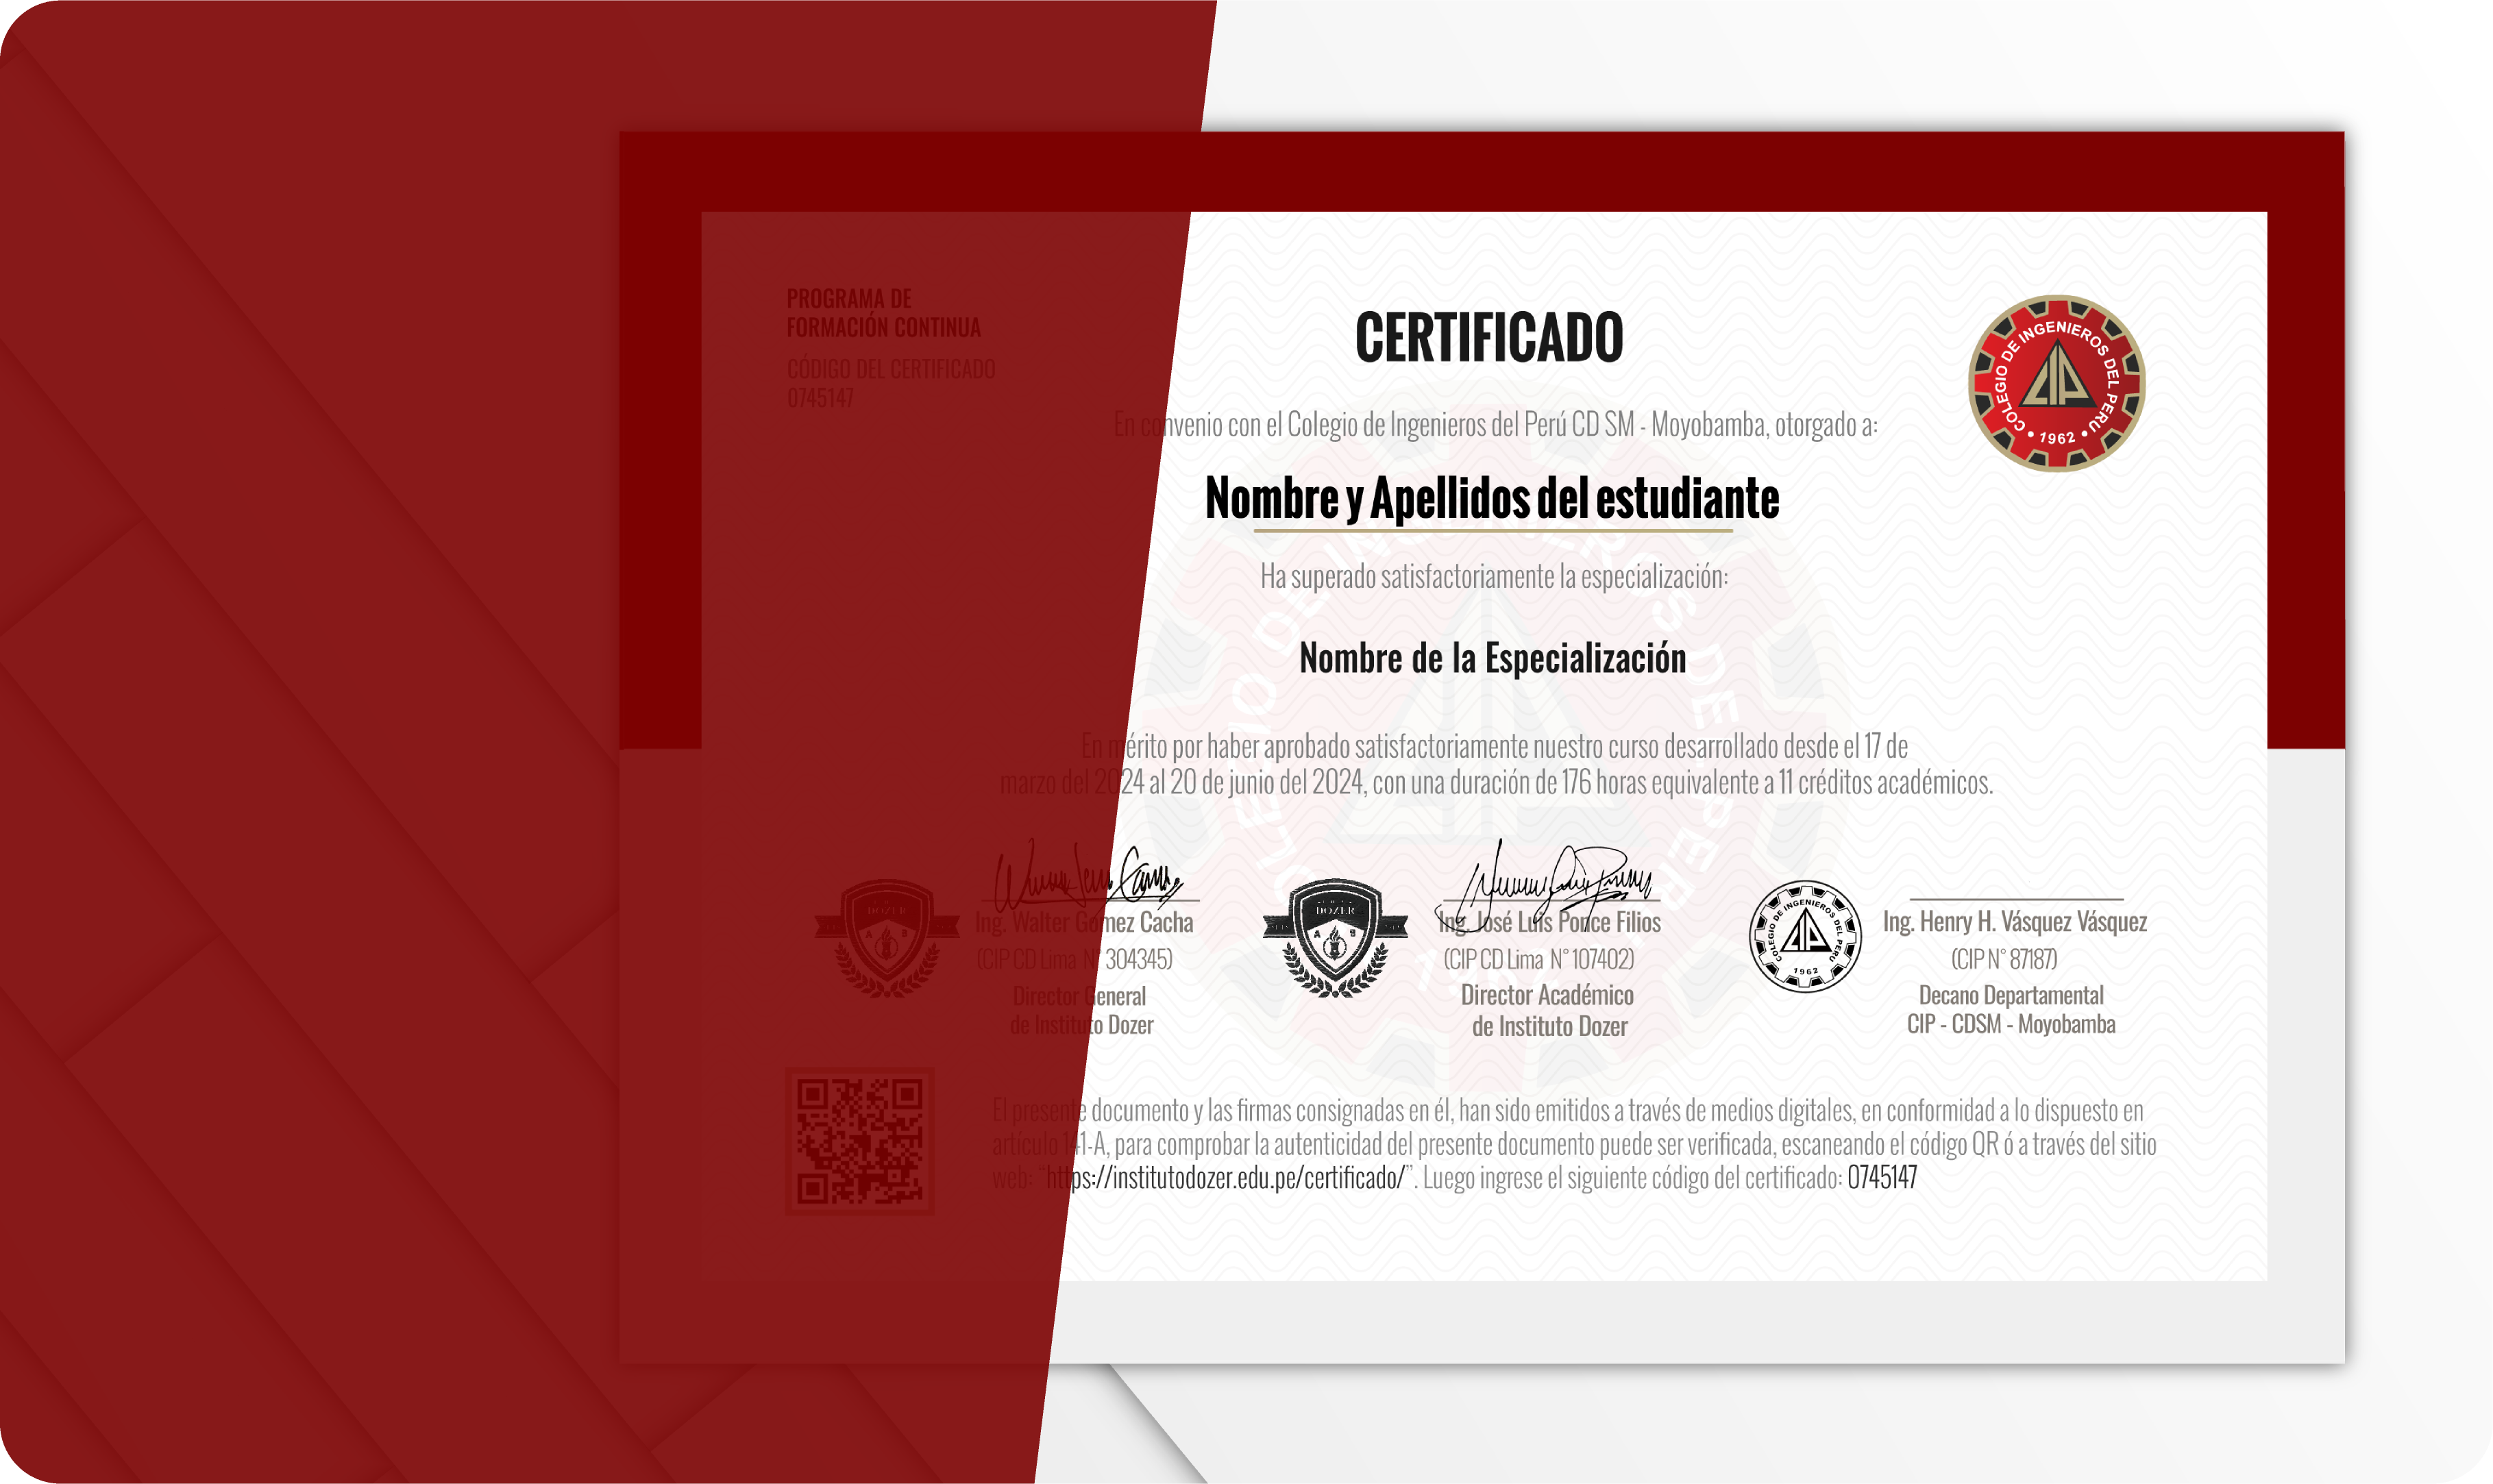 PROGRAMA DE
FORMACIÓN CONTINUA
CÓDIGO DEL CERTIFICADO
0745147
CERTIFICADO
COLEGIO DE INGENIEROS DEL PERU
• 1962 •
En convenio con el Colegio de Ingenieros del Perú CD SM - Moyobamba, otorgado a:
Nombre y Apellidos del estudiante
Ha superado satisfactoriamente la especialización:
Nombre de la Especialización
En mérito por haber aprobado satisfactoriamente nuestro curso desarrollado desde el 17 de
marzo del 2024 al 20 de junio del 2024, con una duración de 176 horas equivalente a 11 créditos académicos.
DOZER
Ing. Walter Gómez Cacha
(CIP CD Lima N° 304345)
Director General
de Instituto Dozer
DOZER
Ing. José Luis Ponce Filios
(CIP CD Lima N° 107402)
Director Académico
de Instituto Dozer
COLEGIO DE INGENIEROS DEL PERU
1962
Ing. Henry H. Vásquez Vásquez
(CIP N° 87187)
Decano Departamental
CIP - CDSM - Moyobamba
El presente documento y las firmas consignadas en él, han sido emitidos a través de medios digitales, en conformidad a lo dispuesto en
artículo 141-A, para comprobar la autenticidad del presente documento puede ser verificada, escaneando el código QR ó a través del sitio
web: “https://institutodozer.edu.pe/certificado/”. Luego ingrese el siguiente código del certificado: 0745147